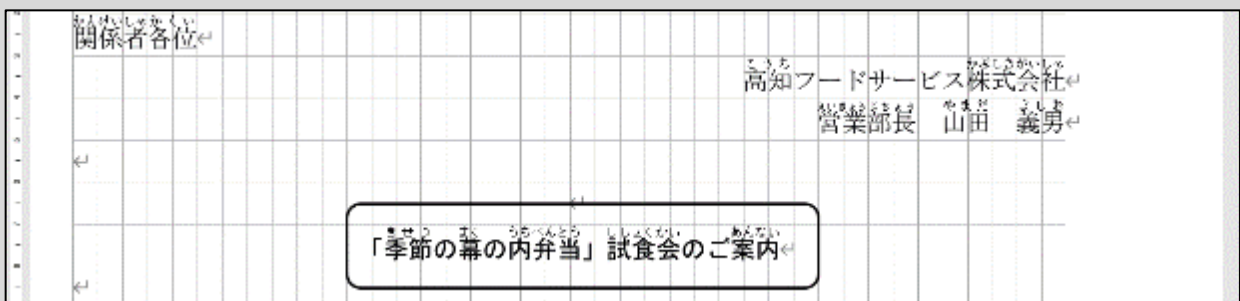 関係者各位
高知フードサービス株式会社
営業部長　山田　義男
「季節の幕の内弁当」試食会のご案内